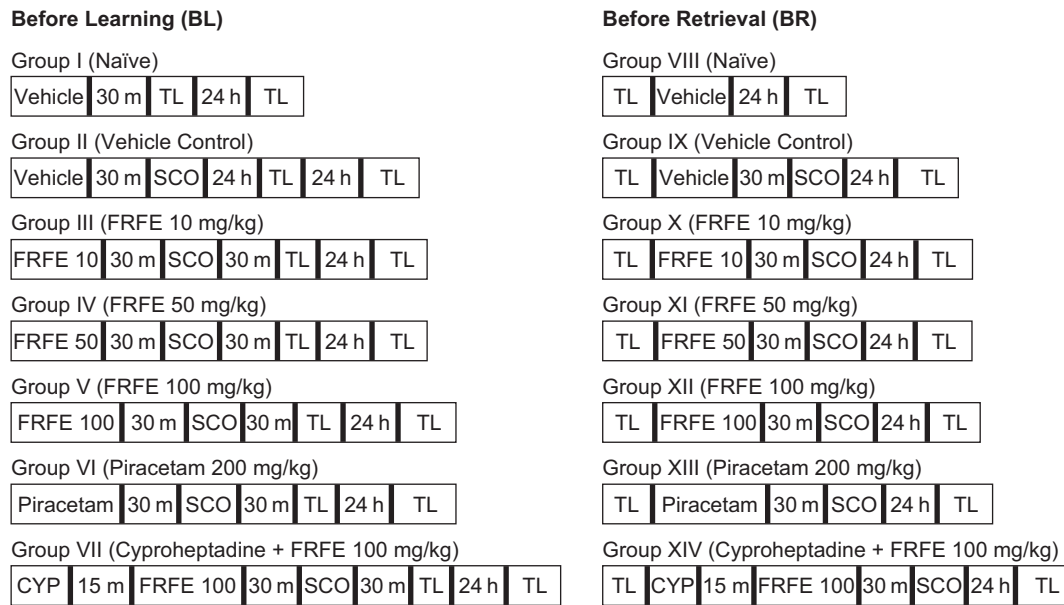 Before Learning (BL)
Group I (Naïve)
Vehicle 30 m TL 24 h TL
Group II (Vehicle Control)
Vehicle 30 m SCO 24 h TL 24 h TL
Group III (FRFE 10 mg/kg)
FRFE 10 30 m SCO 30 m TL 24 h TL
Group IV (FRFE 50 mg/kg)
FRFE 50 30 m SCO 30 m TL 24 h TL
Group V (FRFE 100 mg/kg)
FRFE 100 30 m SCO 30 m TL 24 h TL
Group VI (Piracetam 200 mg/kg)
Piracetam 30 m SCO 30 m TL 24 h TL
Group VII (Cyproheptadine + FRFE 100 mg/kg)
CYP 15 m FRFE 100 30 m SCO 30 m TL 24 h TL
Before Retrieval (BR)
Group VIII (Naïve)
TL Vehicle 24 h TL
Group IX (Vehicle Control)
TL Vehicle 30 m SCO 24 h TL
Group X (FRFE 10 mg/kg)
TL FRFE 10 30 m SCO 24 h TL
Group XI (FRFE 50 mg/kg)
TL FRFE 50 30 m SCO 24 h TL
Group XII (FRFE 100 mg/kg)
TL FRFE 100 30 m SCO 24 h TL
Group XIII (Piracetam 200 mg/kg)
TL Piracetam 30 m SCO 24 h TL
Group XIV (Cyproheptadine + FRFE 100 mg/kg)
TL CYP 15 m FRFE 100 30 m SCO 24 h TL